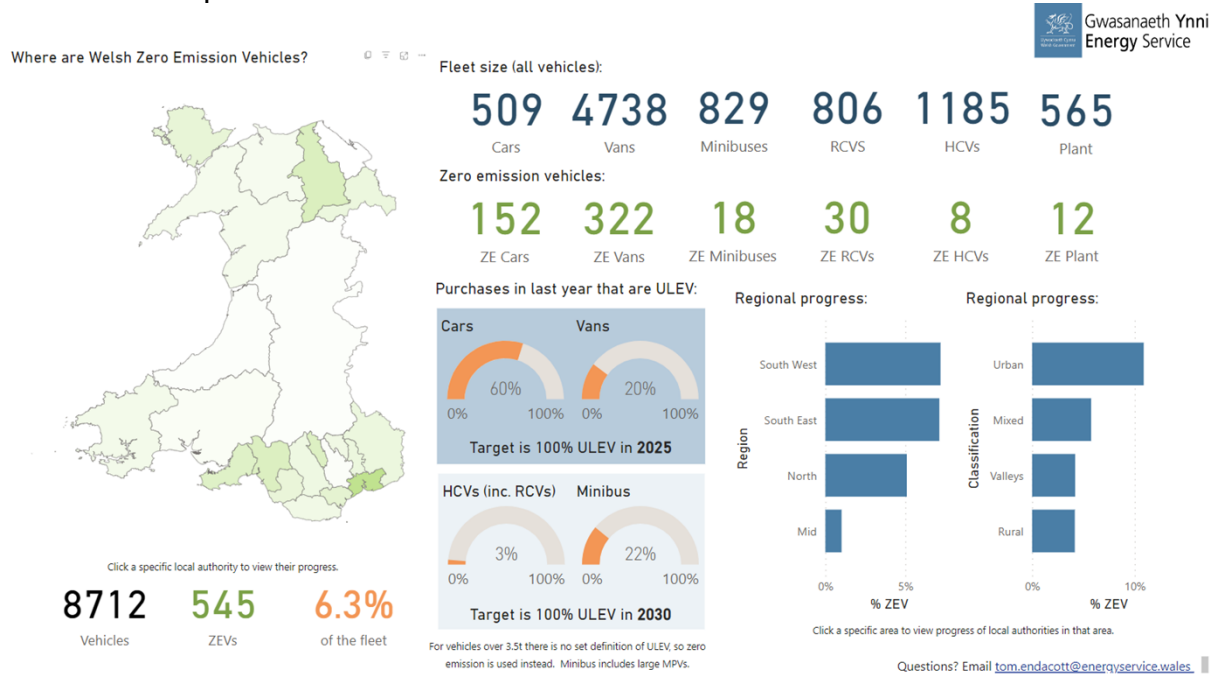 Gwasanaeth Ynni
Energy Service
Where are Welsh Zero Emission Vehicles?
Fleet size (all vehicles):
509 4738 829 806 1185 565
Cars Vans Minibuses RCVS HCVs Plant
Zero emission vehicles:
152 322 18 30 8 12
ZE Cars ZE Vans ZE Minibuses ZE RCVs ZE HCVs ZE Plant
Purchases in last year that are ULEV:
Cars Vans
60% 20%
0% 100% 0% 100%
Target is 100% ULEV in 2025
HCVs (inc. RCVs) Minibus
3% 22%
0% 100% 0% 100%
Target is 100% ULEV in 2030
For vehicles over 3.5t there is no set definition of ULEV, so zero
emission is used instead. Minibus includes large MPVs.
Regional progress:
Region
South West
South East
North
Mid
0% 5%
% ZEV
Regional progress:
Classification
Urban
Mixed
Valleys
Rural
0% 10%
% ZEV
Click a specific area to view progress of local authorities in that area.
Click a specific local authority to view their progress.
8712 545 6.3%
Vehicles ZEVs of the fleet
Questions? Email tom.endacott@energyservice.wales